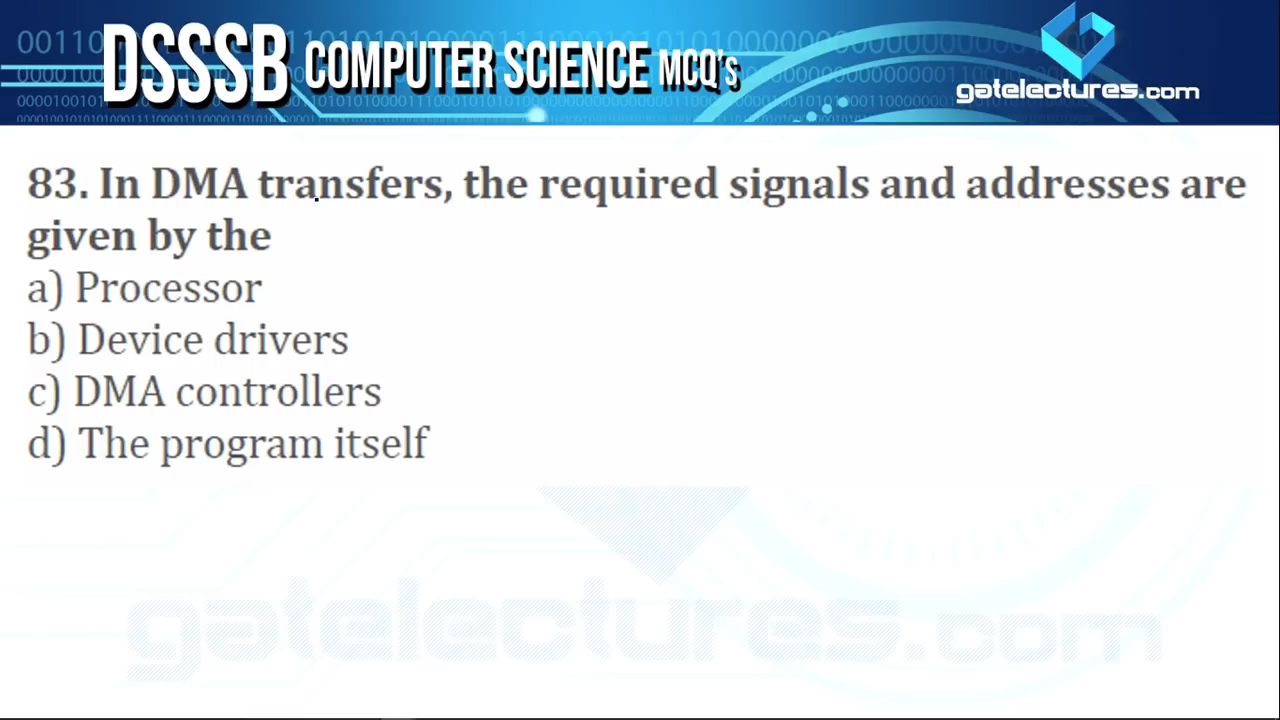 DSSSB COMPUTER SCIENCE MCQ's
gatelectures.com
83. In DMA transfers, the required signals and addresses are
given by the
a) Processor
b) Device drivers
c) DMA controllers
d) The program itself
gatelectures.com